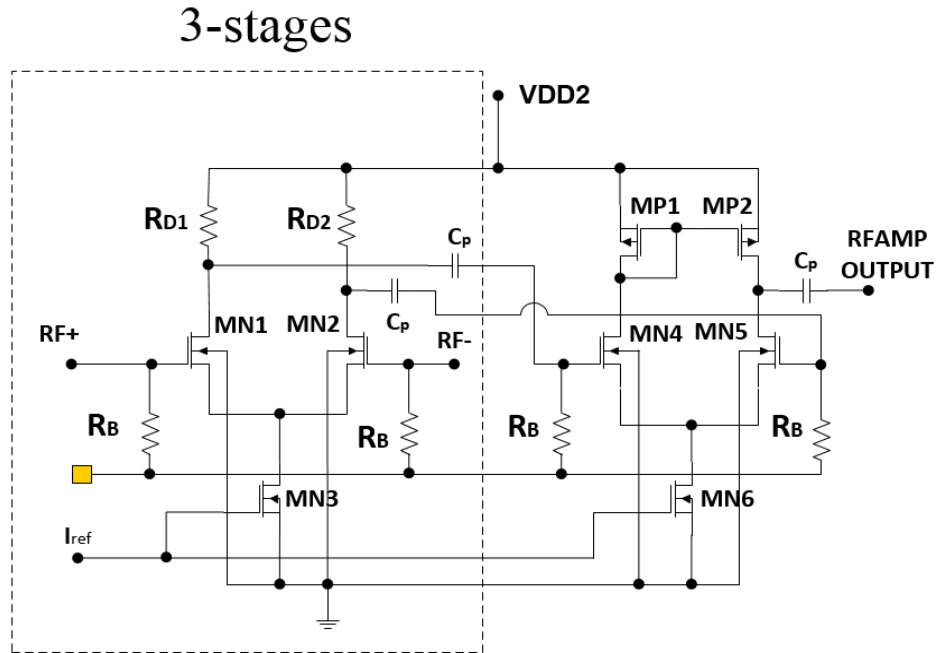 3-stages
VDD2
RD1
RD2
Cp
MP1
MP2
Cp
RFAMP
OUTPUT
RF+
MN1
MN2
Cp
RF-
MN4
MN5
RB
RB
RB
RB
MN3
MN6
Iref